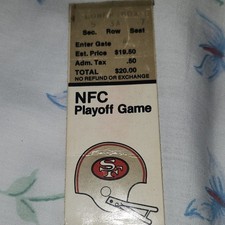 Sec. Row Seat
Enter Gate
Est. Price $19.50
Adm. Tax .50
TOTAL $20.00
NO REFUND OR EXCHANGE
NFC
Playoff Game
SF